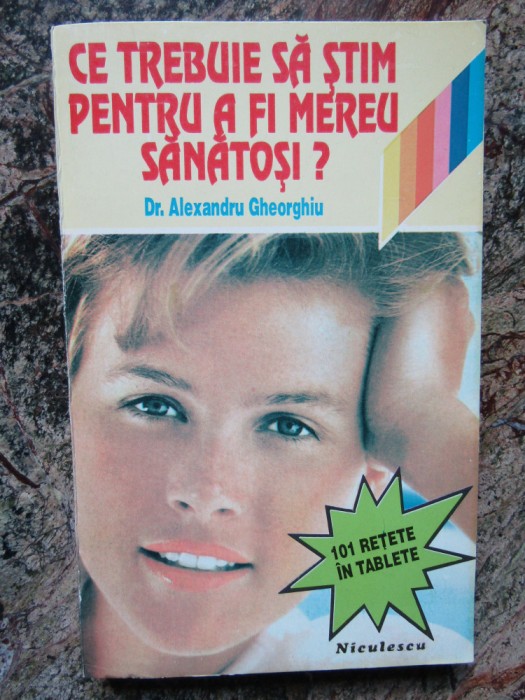 CE TREBUIE SĂ ȘTIM
PENTRU A FI MEREU
SĂNĂTOȘI ?
Dr. Alexandru Gheorghiu
101 REȚETE
ÎN TABLETE
Niculescu